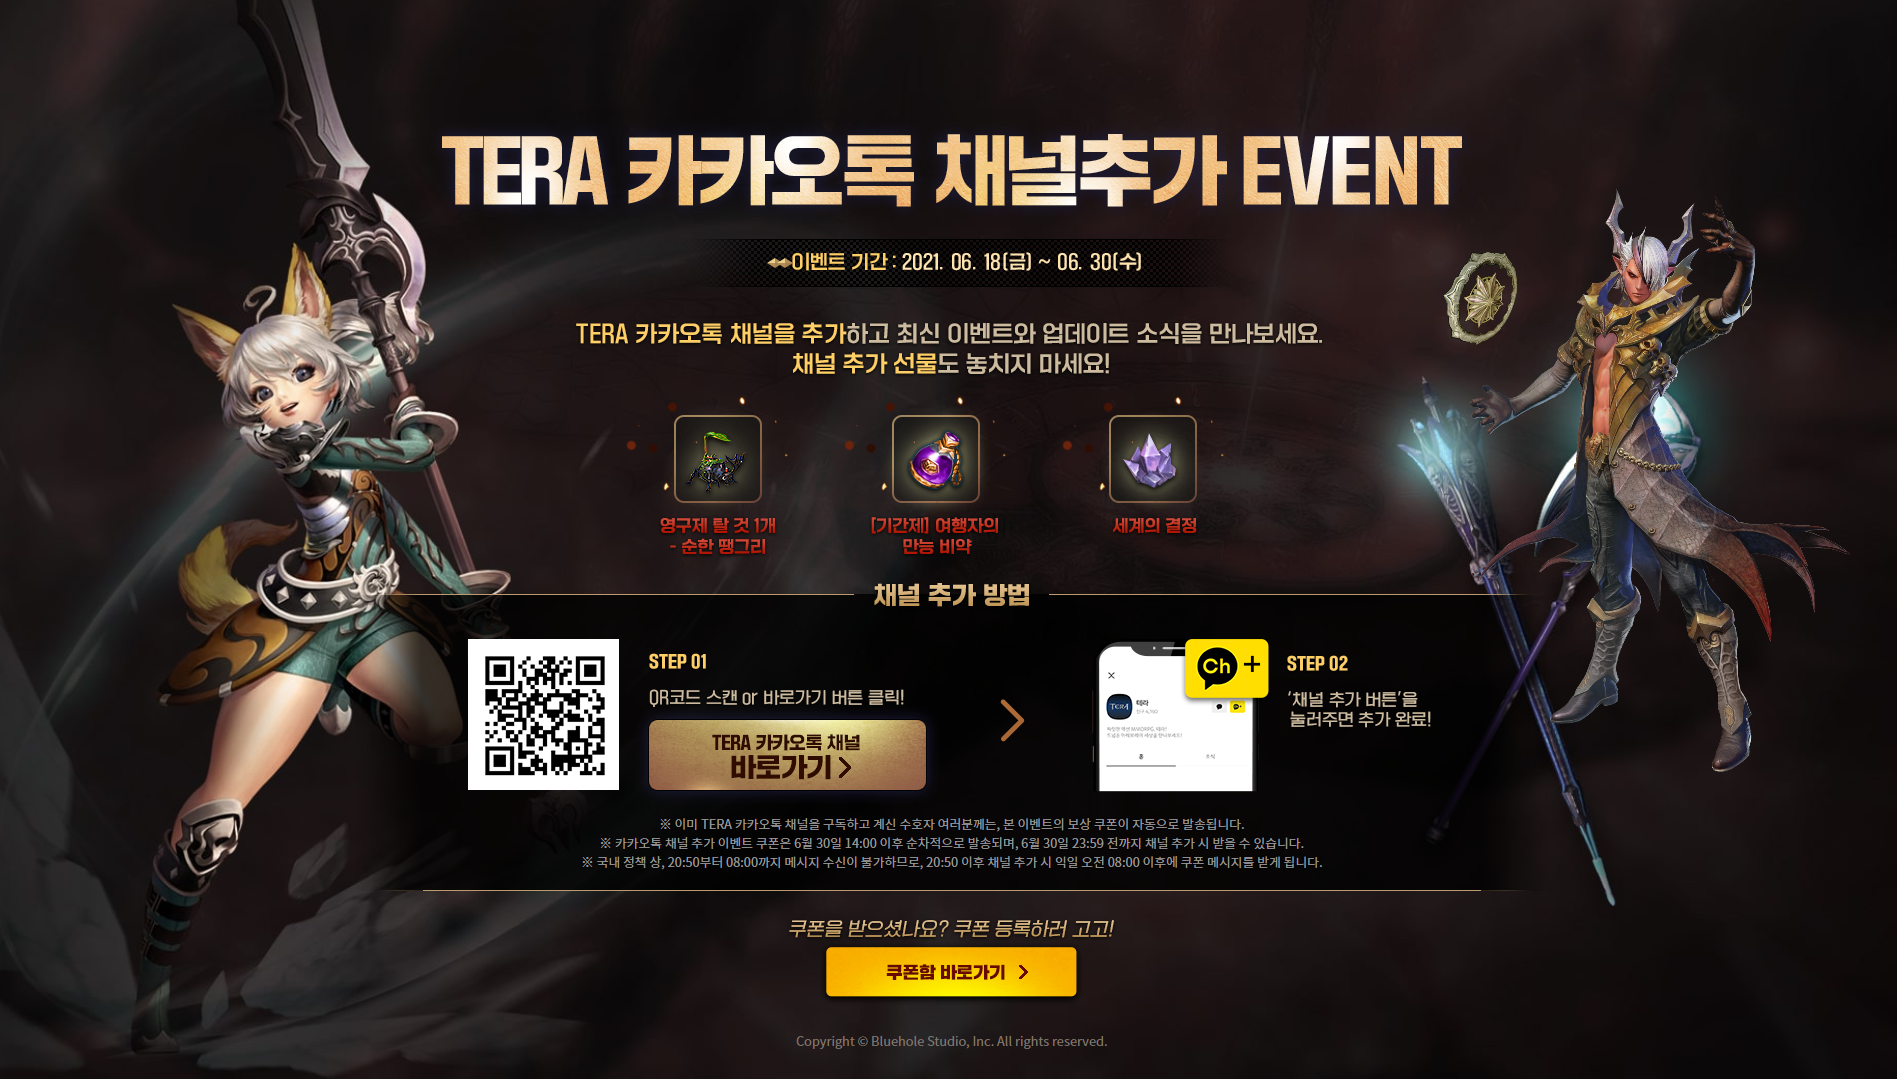 TERA 카카오톡 채널추가 EVENT
이벤트 기간 : 2021. 06. 18(금) ~ 06. 30(수)
TERA 카카오톡 채널을 추가하고 최신 이벤트와 업데이트 소식을 만나보세요.
채널 추가 선물도 놓치지 마세요!
영구제 탈 것 1개
- 순한 땡그리
[기간제] 여행자의
만능 비약
세계의 결정
채널 추가 방법
STEP 01
QR코드 스캔 or 바로가기 버튼 클릭!
TERA 카카오톡 채널
바로가기 >
Ch +
TERA
테라
홈
소식
STEP 02
'채널 추가 버튼'을
눌러주면 추가 완료!
※ 이미 TERA 카카오톡 채널을 구독하고 계신 수호자 여러분께는, 본 이벤트의 보상 쿠폰이 자동으로 발송됩니다.
※ 카카오톡 채널 추가 이벤트 쿠폰은 6월 30일 14:00 이후 순차적으로 발송되며, 6월 30일 23:59 전까지 채널 추가 시 받을 수 있습니다.
※ 국내 정책 상, 20:50부터 08:00까지 메시지 수신이 불가하므로, 20:50 이후 채널 추가 시 익일 오전 08:00 이후에 쿠폰 메시지를 받게 됩니다.
쿠폰을 받으셨나요? 쿠폰 등록하러 고고!
쿠폰함 바로가기 >
Copyright © Bluehole Studio, Inc. All rights reserved.